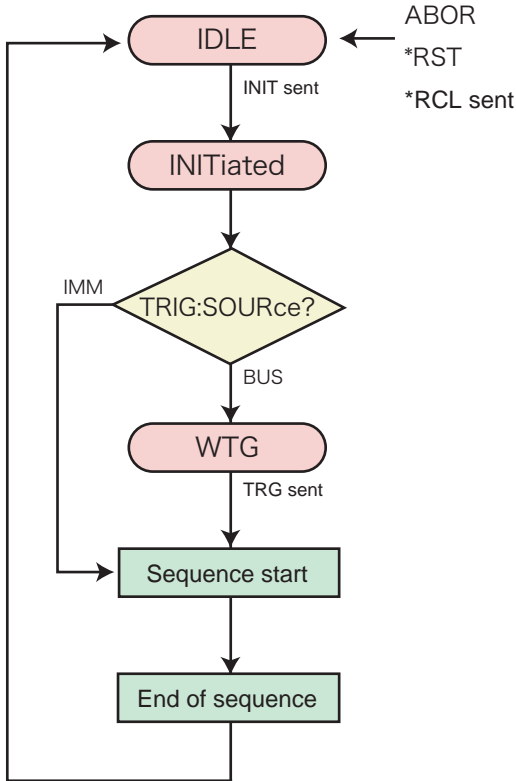 IDLE
ABOR
*RST
*RCL sent
INIT sent
INITiated
IMM
TRIG:SOURce?
BUS
WTG
TRG sent
Sequence start
End of sequence